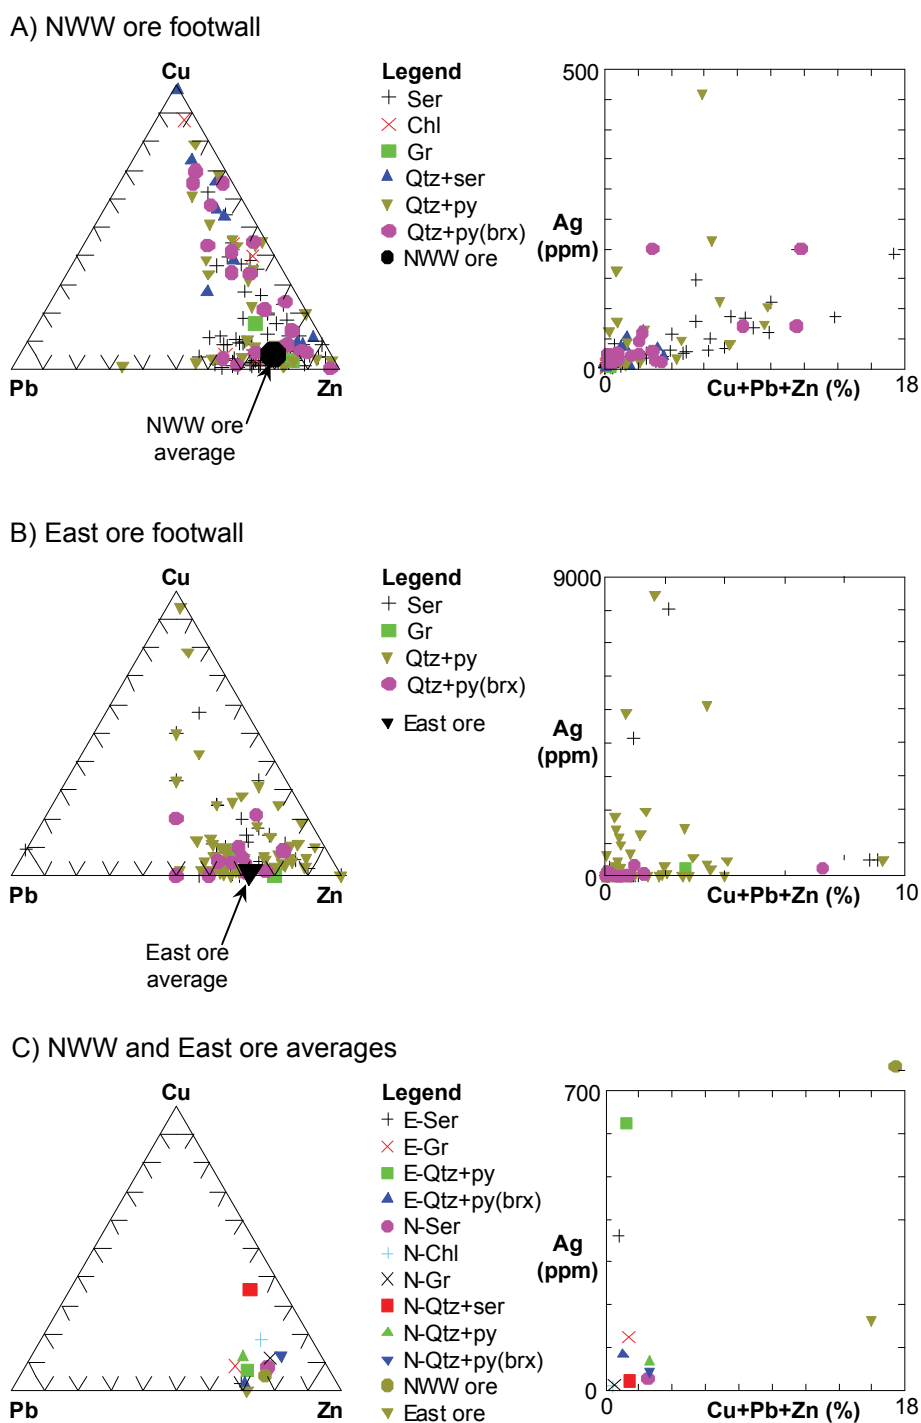 A) NWW ore footwall
Cu
Pb
Zn
NWW ore
average
Legend
Ser
Chl
Gr
Qtz+ser
Qtz+py
Qtz+py(brx)
NWW ore
500
Ag
(ppm)
0
0
Cu+Pb+Zn (%)
18
B) East ore footwall
Cu
Pb
Zn
East ore
average
Legend
Ser
Gr
Qtz+py
Qtz+py(brx)
East ore
9000
Ag
(ppm)
0
0
Cu+Pb+Zn (%)
10
C) NWW and East ore averages
Cu
Pb
Zn
Legend
E-Ser
E-Gr
E-Qtz+py
E-Qtz+py(brx)
N-Ser
N-Chl
N-Gr
N-Qtz+ser
N-Qtz+py
N-Qtz+py(brx)
NWW ore
East ore
700
Ag
(ppm)
0
0
Cu+Pb+Zn (%)
18